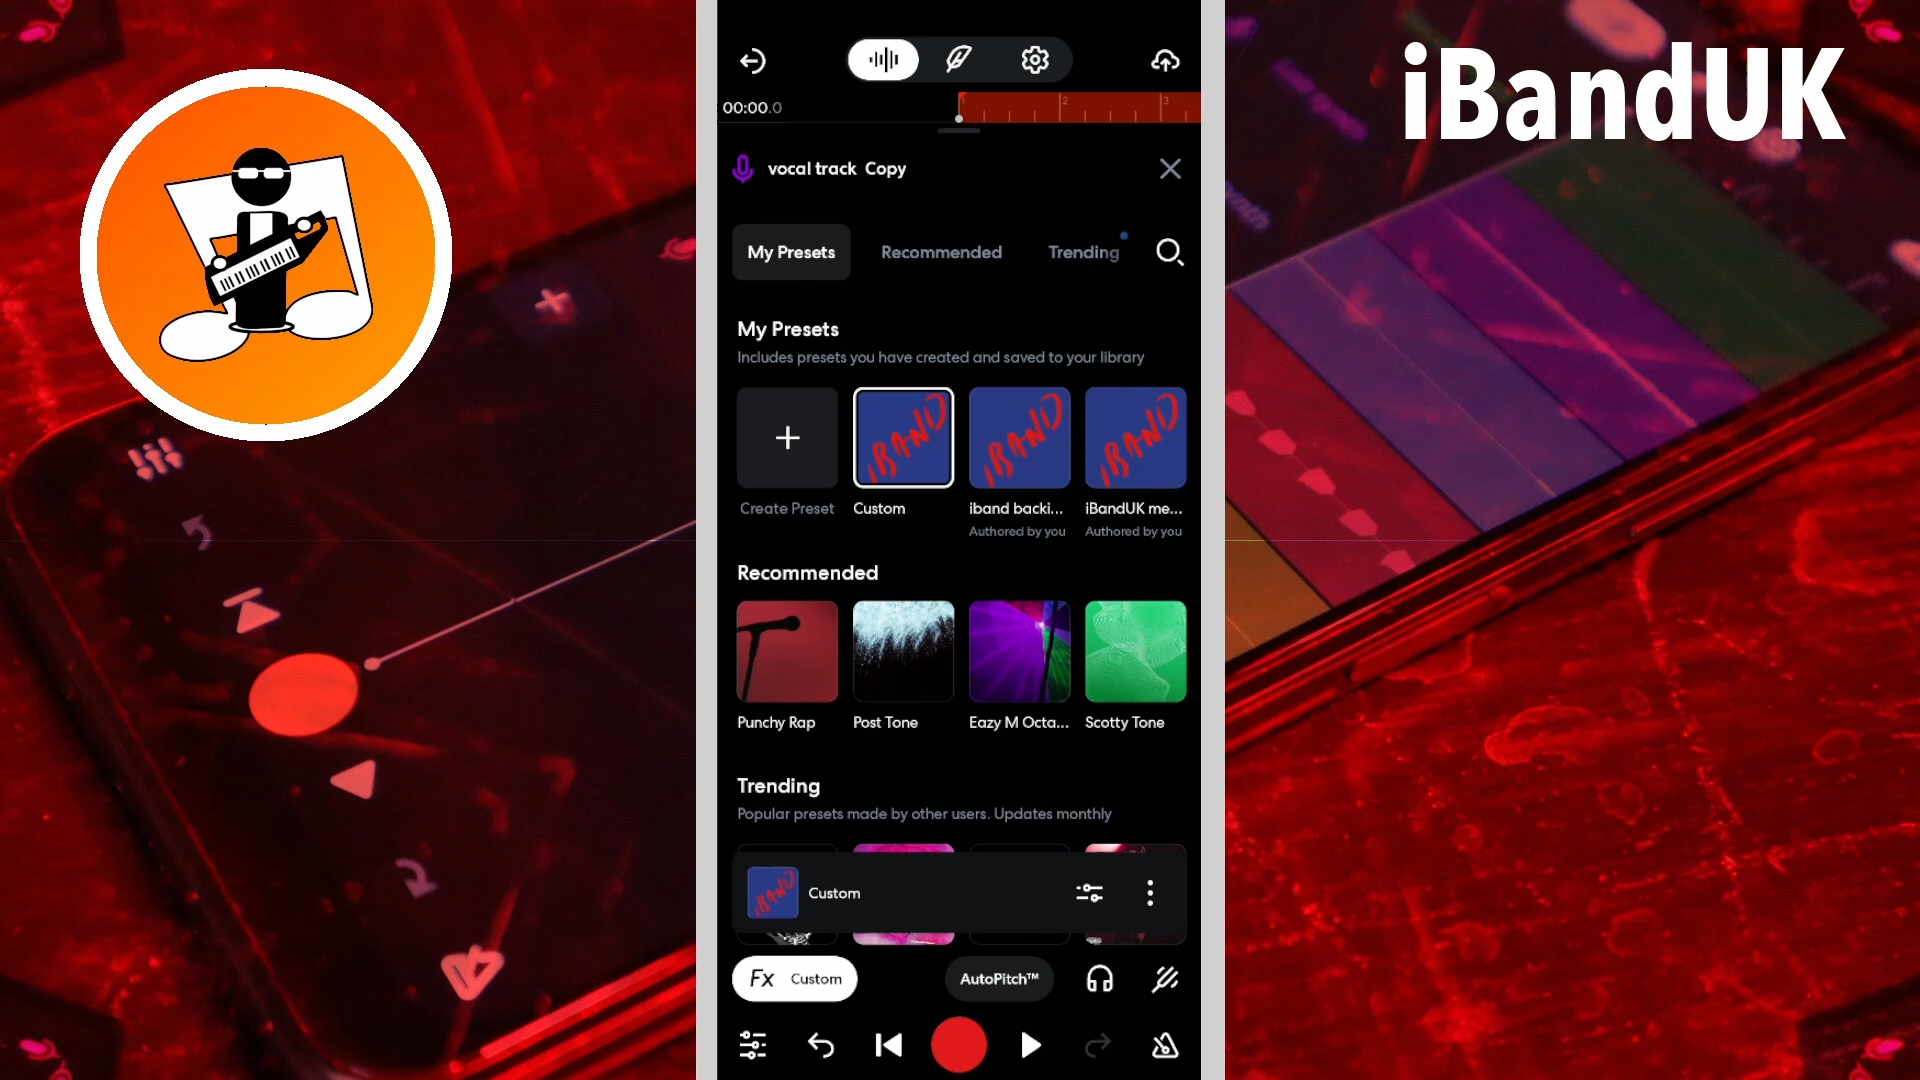 iBandUK
00:00.0
1 2 3
vocal track Copy
My Presets Recommended Trending
My Presets
Includes presets you have created and saved to your library
Create Preset Custom iband backi... iBandUK me...
Authored by you Authored by you
Recommended
Punchy Rap Post Tone Eazy M Octa... Scotty Tone
Trending
Popular presets made by other users. Updates monthly
Custom
Fx Custom AutoPitch™